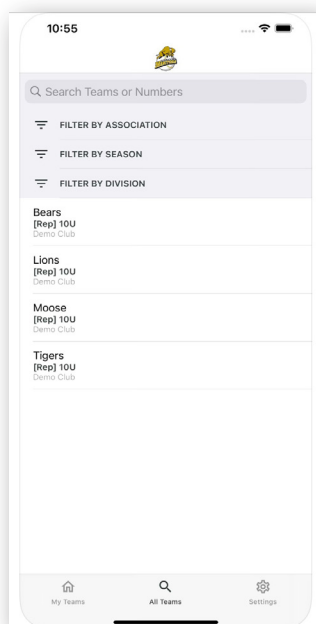 10:55
Search Teams or Numbers
FILTER BY ASSOCIATION
FILTER BY SEASON
FILTER BY DIVISION
Bears
[Rep] 10U
Demo Club
Lions
[Rep] 10U
Demo Club
Moose
[Rep] 10U
Demo Club
Tigers
[Rep] 10U
Demo Club
My Teams
All Teams
Settings